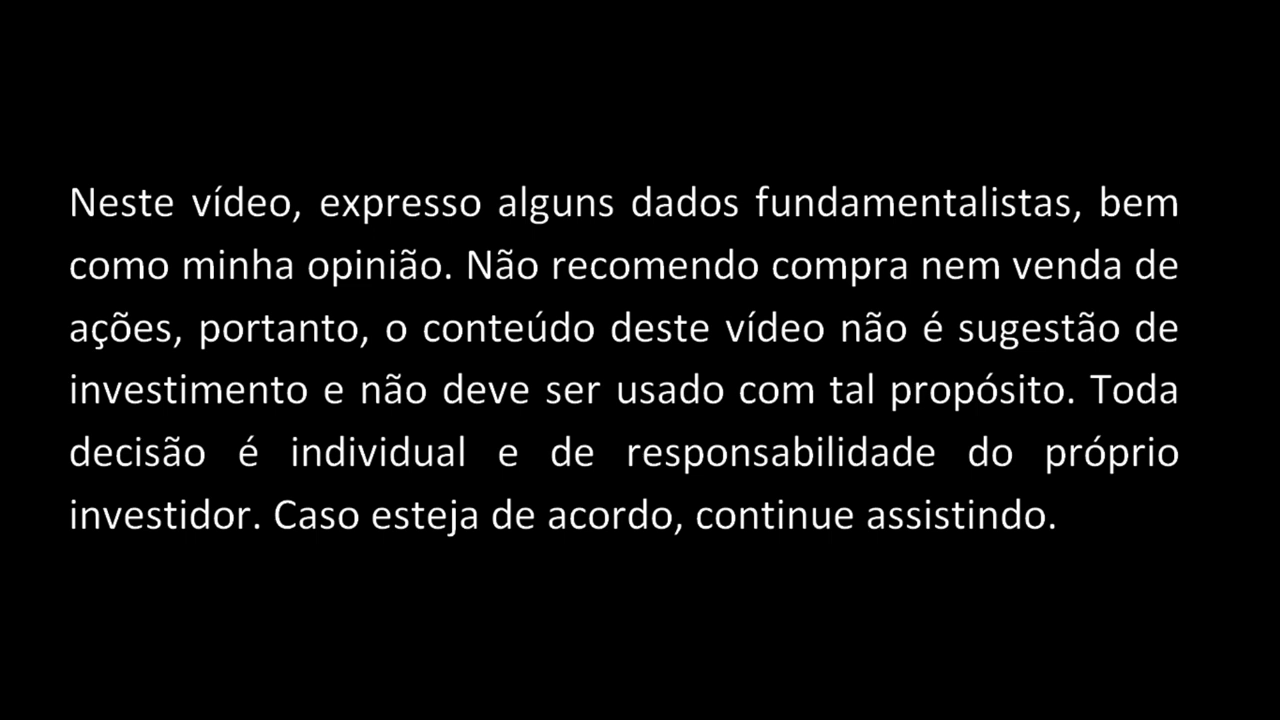 Neste vídeo, expresso alguns dados fundamentalistas, bem
como minha opinião. Não recomendo compra nem venda de
ações, portanto, o conteúdo deste vídeo não é sugestão de
investimento e não deve ser usado com tal propósito. Toda
decisão é individual e de responsabilidade do próprio
investidor. Caso esteja de acordo, continue assistindo.